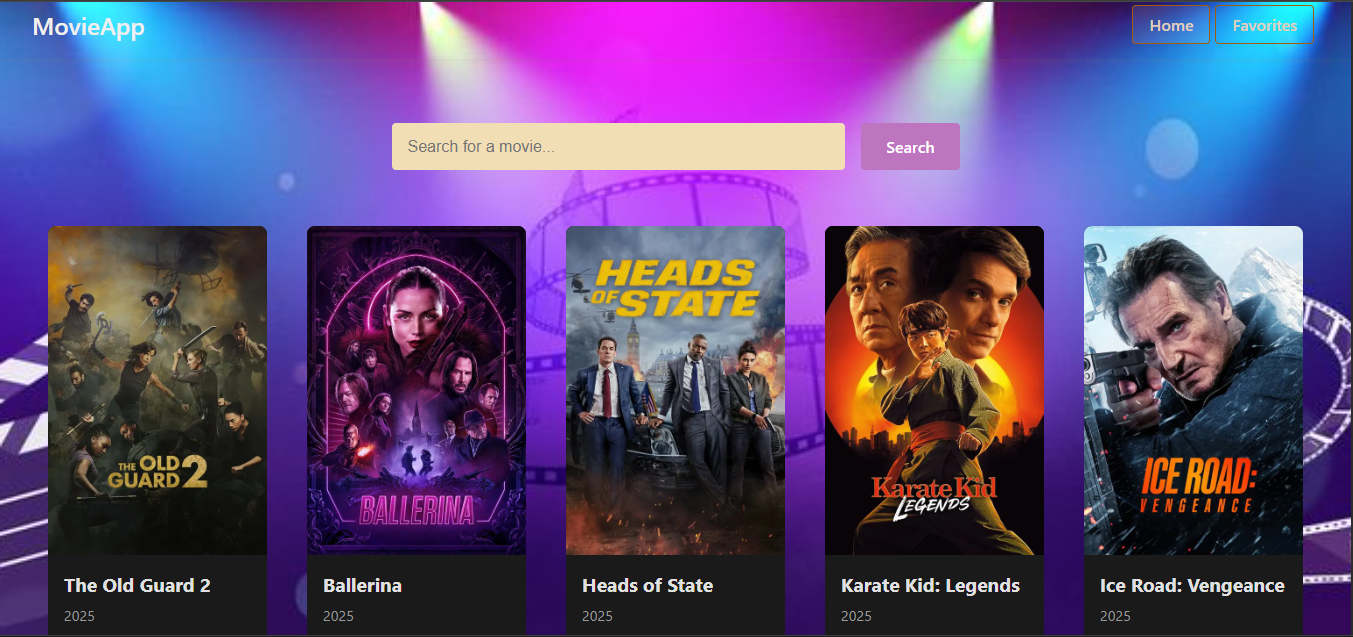 MovieApp
Home
Favorites
Search for a movie...
Search
THE OLD
GUARD 2
BALLERINA
HEADS
OF STATE
Karate Kid
LEGENDS
ICE ROAD:
VENGEANCE
The Old Guard 2
Ballerina
Heads of State
Karate Kid: Legends
Ice Road: Vengeance
2025
2025
2025
2025
2025